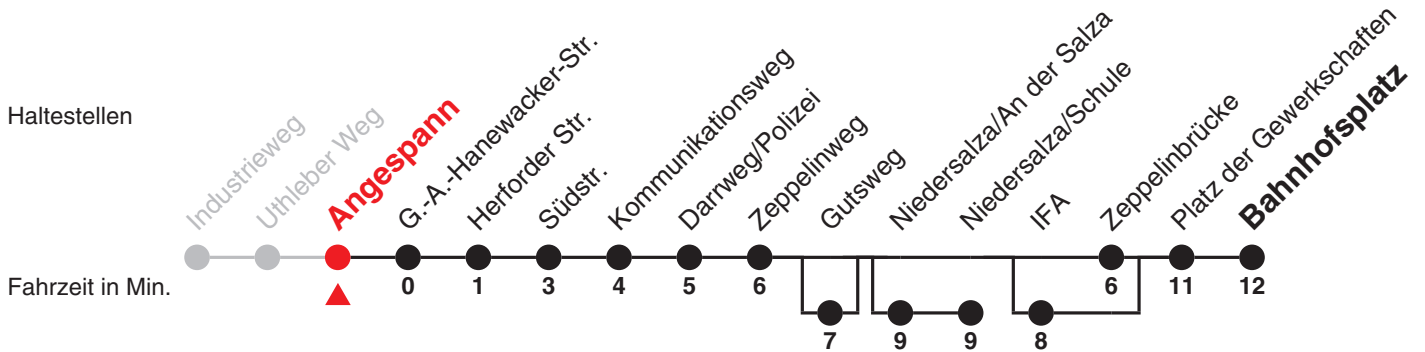 Haltestellen
Industrieweg
Uthleber Weg
Angespann
G.-A.-Hanewacker-Str.
Herforder Str.
Südstr.
Kommunikationsweg
Darrweg/Polizei
Zeppelinweg
Gutsweg
Niedersalza/An der Salza
Niedersalza/Schule
IFA
Zeppelinbrücke
Platz der Gewerkschaften
Bahnhofsplatz
Fahrzeit in Min.
0 1 3 4 5 6 6 11 12
7 9 9 8